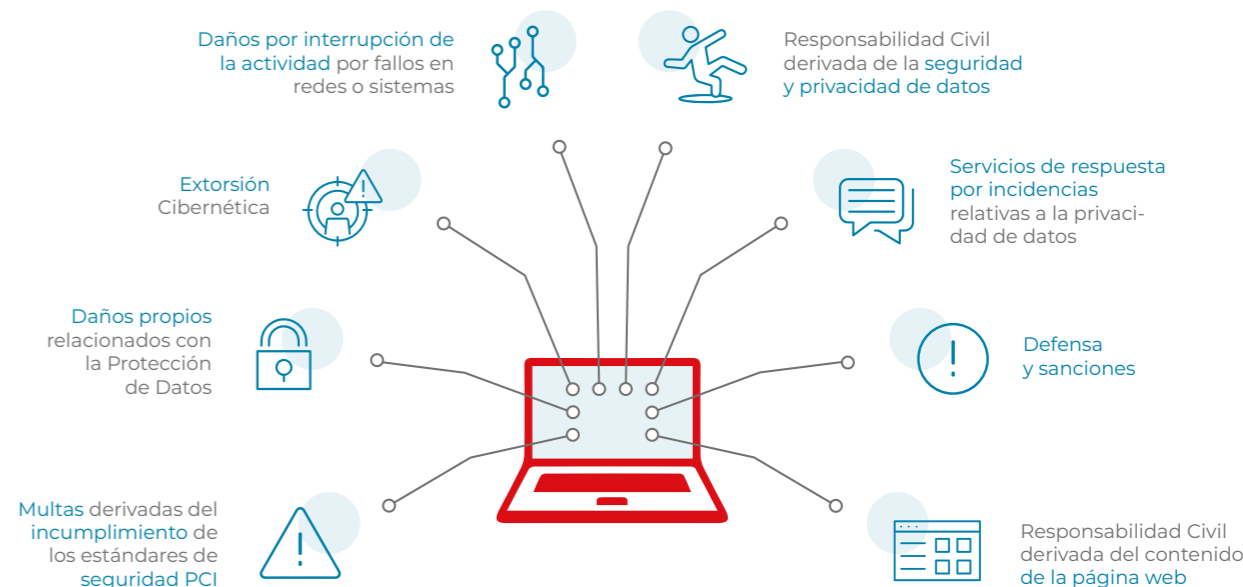 Daños por interrupción de
la actividad por fallos en
redes o sistemas
Responsabilidad Civil
derivada de la seguridad
y privacidad de datos
Extorsión
Cibernética
Servicios de respuesta
por incidencias
relativas a la privaci-
dad de datos
Daños propios
relacionados con
la Protección
de Datos
Defensa
y sanciones
Multas derivadas del
incumplimiento de
los estándares de
seguridad PCI
Responsabilidad Civil
derivada del contenido
de la página web